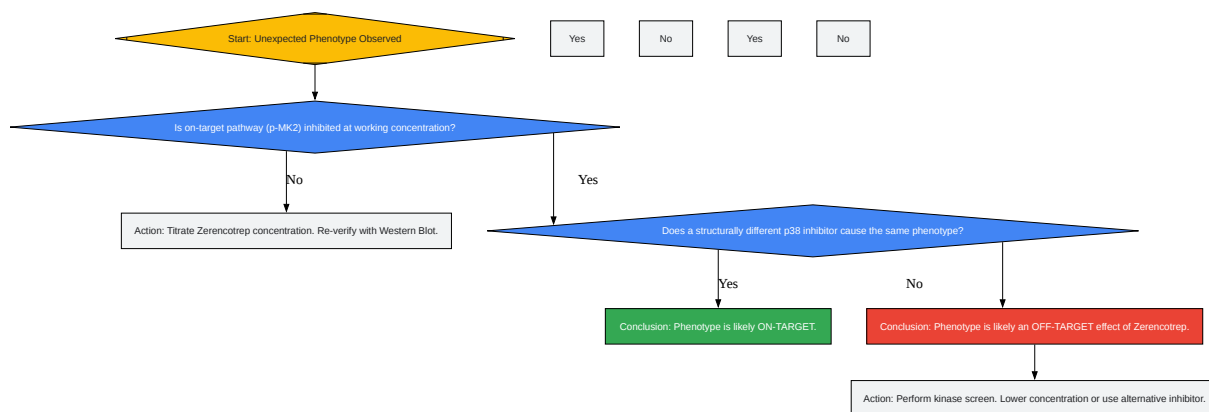 Start: Unexpected Phenotype Observed
Yes
No
Yes
No
Is on-target pathway (p-MK2) inhibited at working concentration?
No
Yes
Action: Titrate Zerencotrep concentration. Re-verify with Western Blot.
Does a structurally different p38 inhibitor cause the same phenotype?
Yes
No
Conclusion: Phenotype is likely ON-TARGET.
Conclusion: Phenotype is likely an OFF-TARGET effect of Zerencotrep.
Action: Perform kinase screen. Lower concentration or use alternative inhibitor.